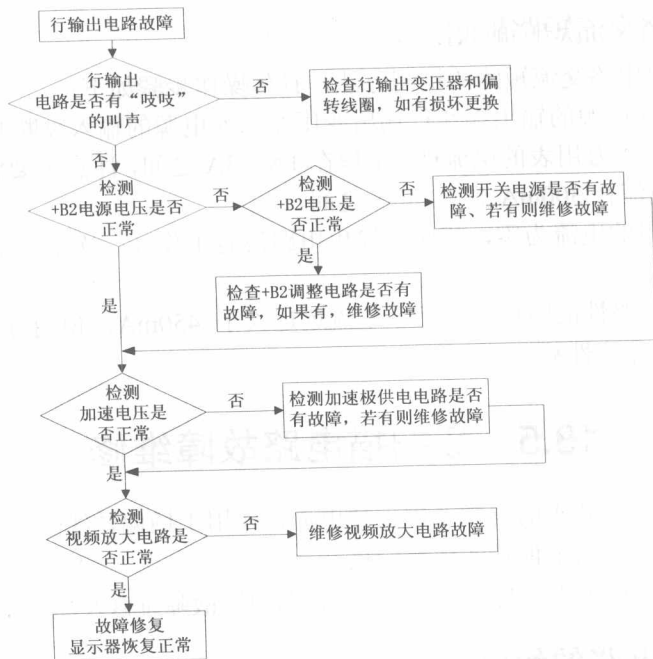 行输出电路故障
行输出
电路是否有“吱吱”
的叫声
否
检查行输出变压器和偏
转线圈，如有损坏更换
否
检测
+B2电源电压是否
正常
否
检测
+B2电压是
否正常
否
检测开关电源是否有故
障、若有则维修故障
是
检查+B2调整电路是否有
故障，如果有，维修故障
是
检测
加速电压是
否正常
否
检测加速极供电电路是否
有故障，若有则维修故障
是
检测
视频放大电路是
否正常
否
维修视频放大电路故障
是
故障修复
显示器恢复正常